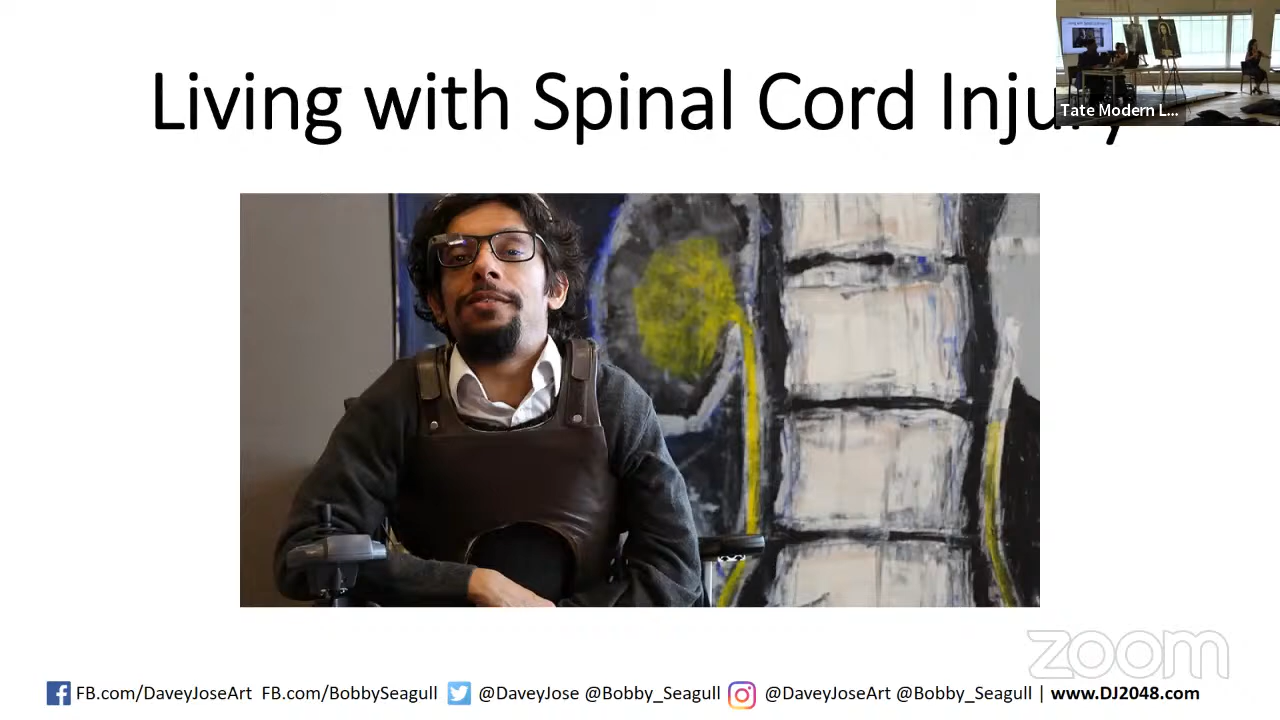 Living with Spinal Cord Injury
Tate Modern L...
zoom
FB.com/DaveyJoseArt FB.com/BobbySeagull @DaveyJose @Bobby_Seagull @DaveyJoseArt @Bobby_Seagull | www.DJ2048.com